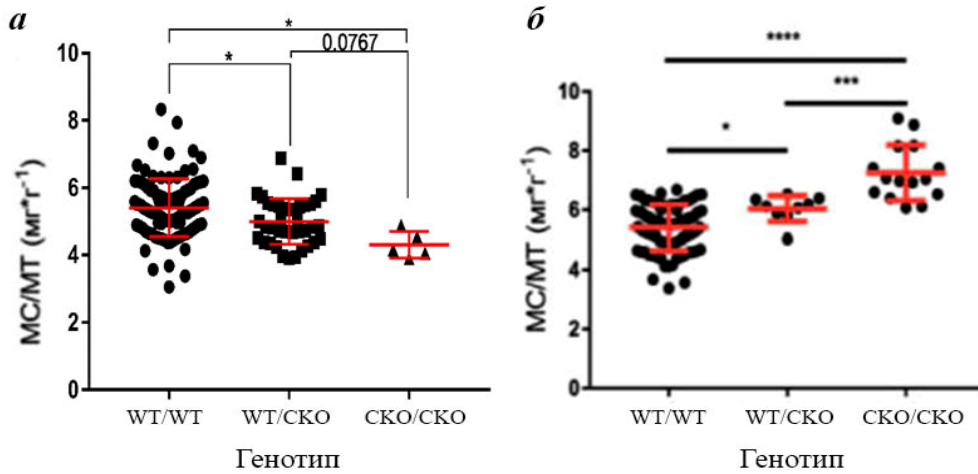 а
*
0.0767
*
10
8
6
4
2
0
МС/МТ (мг*г⁻¹)
WT/WT WT/CKO CKO/CKO
Генотип
б
****
***
*
10
8
6
4
2
0
МС/МТ (мг*г⁻¹)
WT/WT WT/CKO CKO/CKO
Генотип